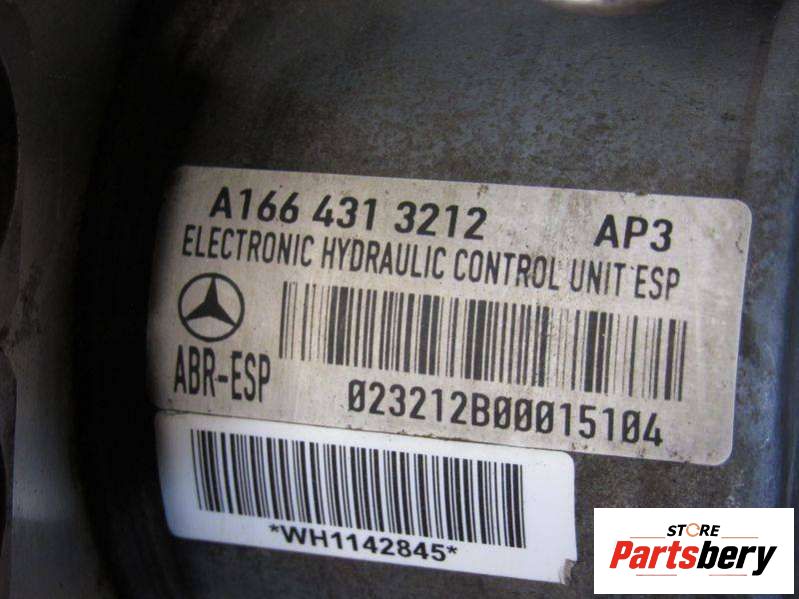 A166 431 3212 AP3
ELECTRONIC HYDRAULIC CONTROL UNIT ESP
ABR-ESP
023212B00015104
*WH1142845*
STORE
Partsbery